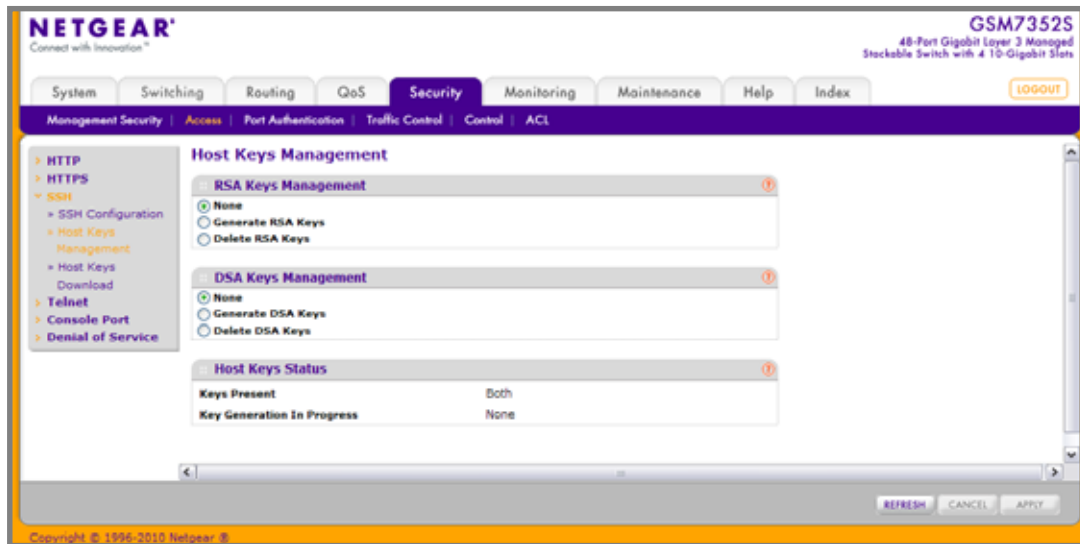 NETGEAR®
Connect with Innovation™
GSM7352S
48-Port Gigabit Layer 3 Managed
Stackable Switch with 4 10-Gigabit Slots
System Switching Routing QoS Security Monitoring Maintenance Help Index LOGOUT
Management Security | Access | Port Authentication | Traffic Control | Control | ACL
HTTP
HTTPS
SSH
» SSH Configuration
» Host Keys
Management
» Host Keys
Download
Telnet
Console Port
Denial of Service
Host Keys Management
RSA Keys Management
None
Generate RSA Keys
Delete RSA Keys
DSA Keys Management
None
Generate DSA Keys
Delete DSA Keys
Host Keys Status
Keys Present Both
Key Generation In Progress None
REFRESH CANCEL APPLY
Copyright © 1996-2010 Netgear ®